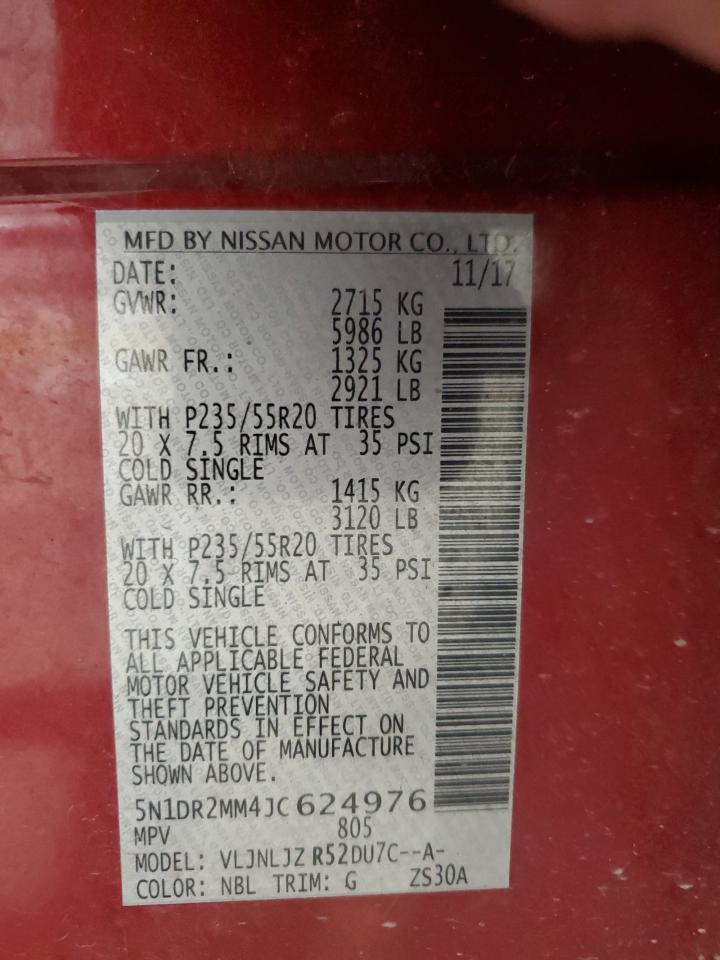 MFD BY NISSAN MOTOR CO., LTD.
DATE: 11/17
GVWR: 2715 KG
5986 LB
GAWR FR.: 1325 KG
2921 LB
WITH P235/55R20 TIRES
20 X 7.5 RIMS AT 35 PSI
COLD SINGLE
GAWR RR.: 1415 KG
3120 LB
WITH P235/55R20 TIRES
20 X 7.5 RIMS AT 35 PSI
COLD SINGLE
THIS VEHICLE CONFORMS TO
ALL APPLICABLE FEDERAL
MOTOR VEHICLE SAFETY AND
THEFT PREVENTION
STANDARDS IN EFFECT ON
THE DATE OF MANUFACTURE
SHOWN ABOVE.
5N1DR2MM4JC624976
MPV 805
MODEL: VLJNLJZ R52DU7C--A-
COLOR: NBL TRIM: G ZS30A